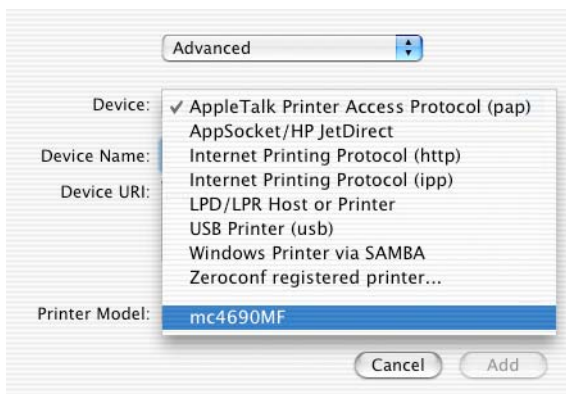 Advanced
Device: ✓ AppleTalk Printer Access Protocol (pap)
AppSocket/HP JetDirect
Device Name: Internet Printing Protocol (http)
Device URI: Internet Printing Protocol (ipp)
LPD/LPR Host or Printer
USB Printer (usb)
Windows Printer via SAMBA
Zeroconf registered printer...
Printer Model: mc4690MF
Cancel Add